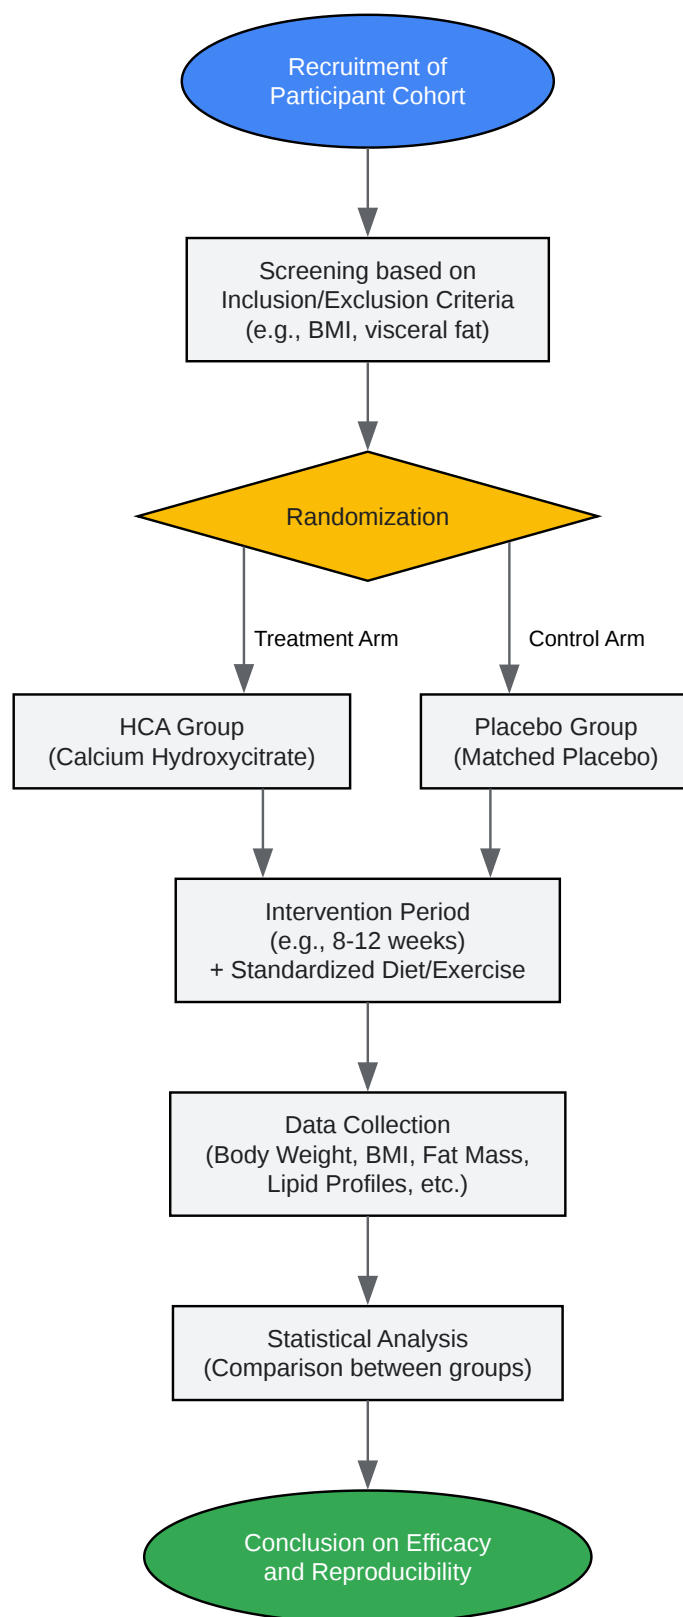 Recruitment of
Participant Cohort
Screening based on
Inclusion/Exclusion Criteria
(e.g., BMI, visceral fat)
Randomization
Treatment Arm
Control Arm
HCA Group
(Calcium Hydroxycitrate)
Placebo Group
(Matched Placebo)
Intervention Period
(e.g., 8-12 weeks)
+ Standardized Diet/Exercise
Data Collection
(Body Weight, BMI, Fat Mass,
Lipid Profiles, etc.)
Statistical Analysis
(Comparison between groups)
Conclusion on Efficacy
and Reproducibility